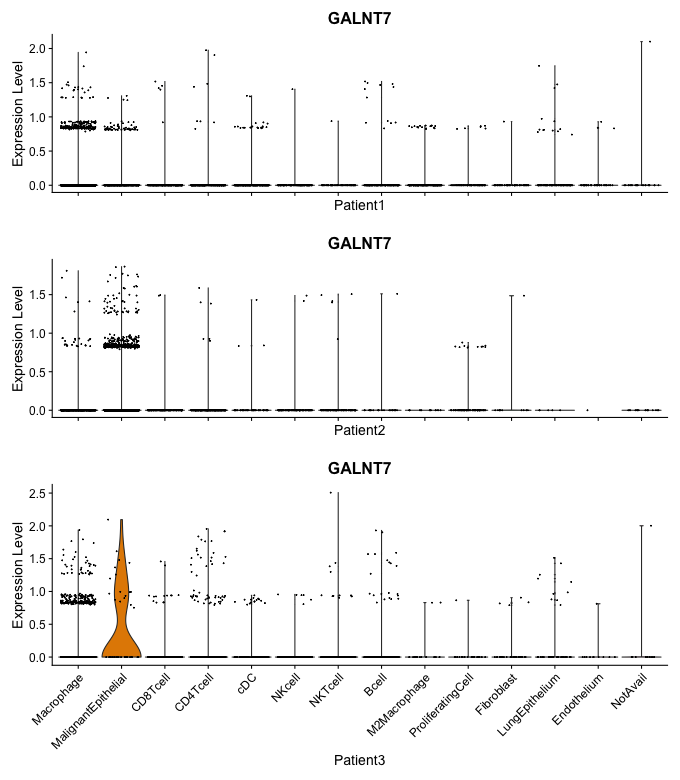 GALNT7
Expression Level
2.0
1.5
1.0
0.5
0.0
Patient1
GALNT7
Expression Level
1.5
1.0
0.5
0.0
Patient2
GALNT7
Expression Level
2.5
2.0
1.5
1.0
0.5
0.0
Macrophage
MalignantEpithelial
CD8Tcell
CD4Tcell
cDC
NKcell
NKTcell
Bcell
M2Macrophage
ProliferatingCell
Fibroblast
LungEpithelium
Endothelium
NotAvail
Patient3